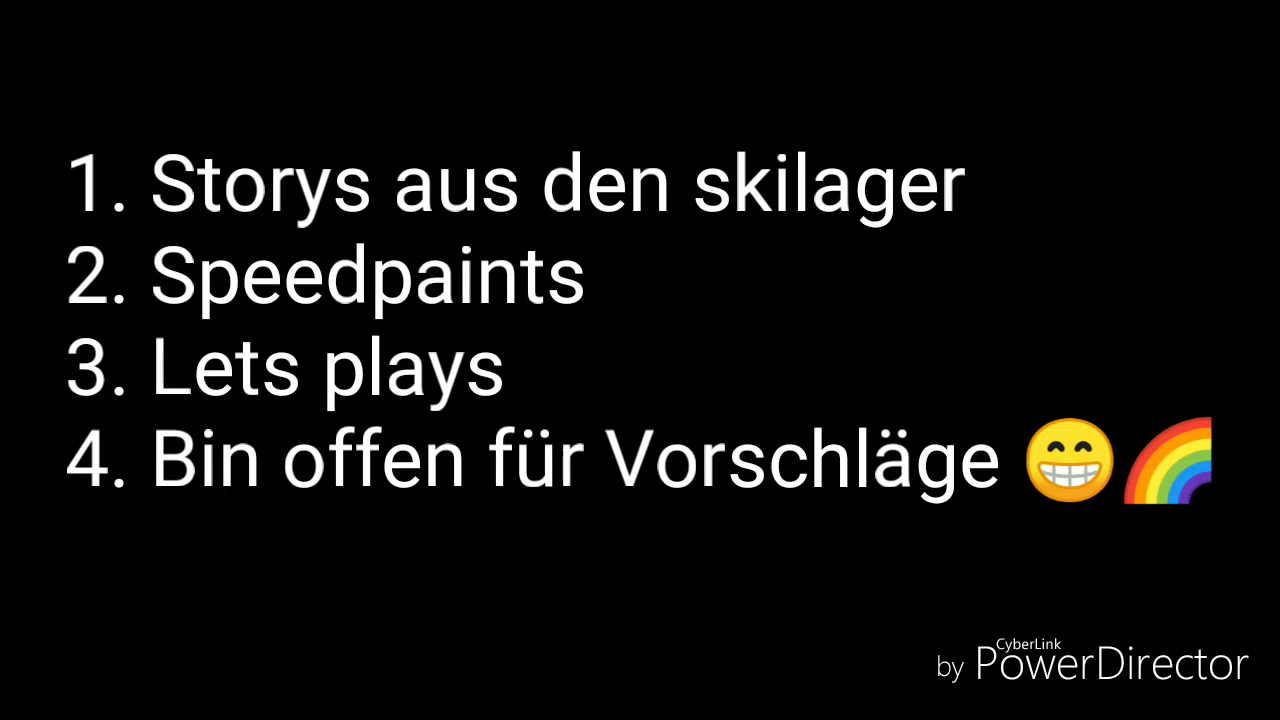 1. Storys aus den skilager
2. Speedpaints
3. Lets plays
4. Bin offen für Vorschläge 😁🌈
CyberLink
by PowerDirector